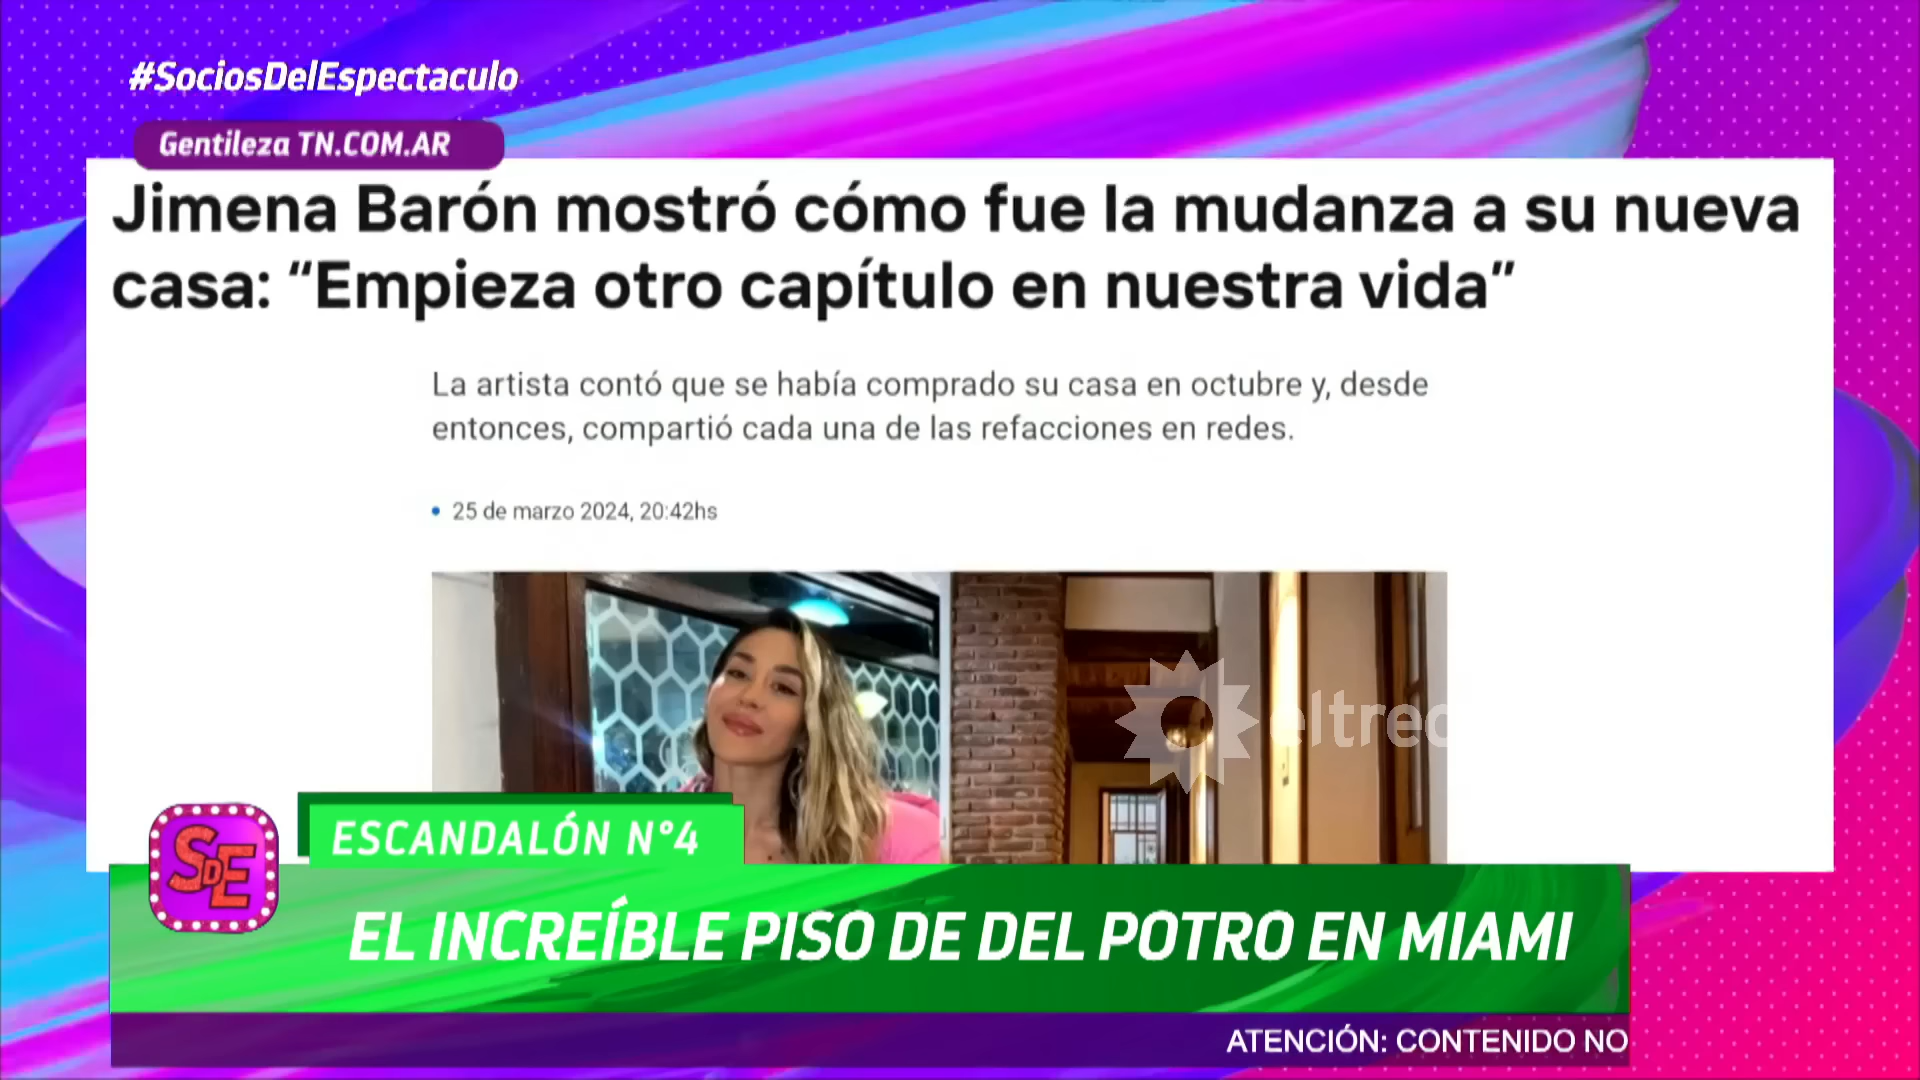 #SociosDelEspectaculo
Gentileza TN.COM.AR
Jimena Barón mostró cómo fue la mudanza a su nueva
casa: “Empieza otro capítulo en nuestra vida”
La artista contó que se había comprado su casa en octubre y, desde
entonces, compartió cada una de las refacciones en redes.
• 25 de marzo 2024, 20:42hs
eltrec
SDE
ESCANDALÓN N°4
EL INCREÍBLE PISO DE DEL POTRO EN MIAMI
ATENCIÓN: CONTENIDO NO